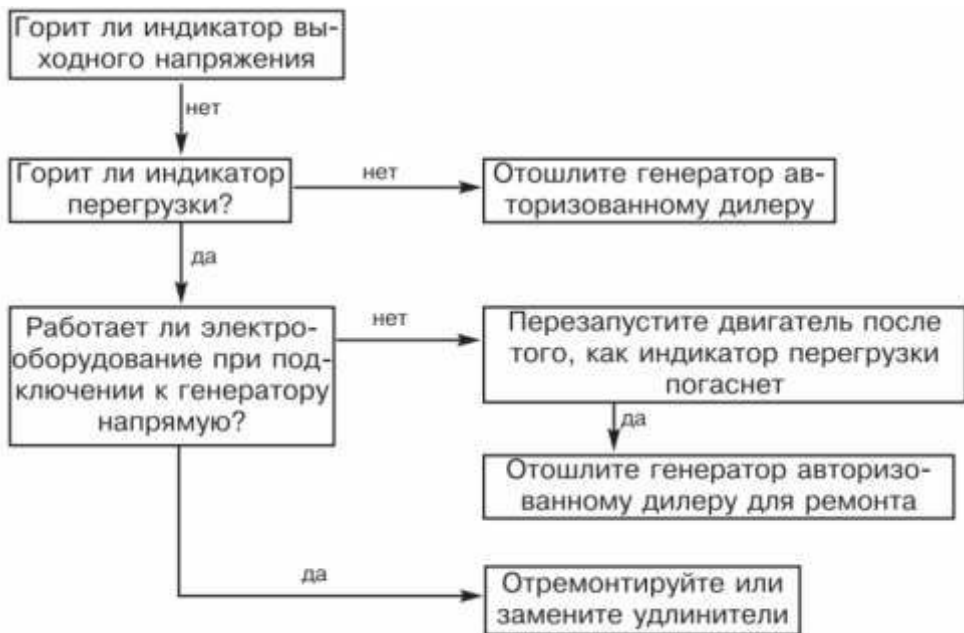 Горит ли индикатор вы-
ходного напряжения
нет
Горит ли индикатор
перегрузки?
нет
Отошлите генератор ав-
торизованному дилеру
да
Работает ли электро-
оборудование при под-
ключении к генератору
напрямую?
нет
Перезапустите двигатель после
того, как индикатор перегрузки
погаснет
да
Отошлите генератор авторизо-
ванному дилеру для ремонта
да
Отремонтируйте или
замените удлинители